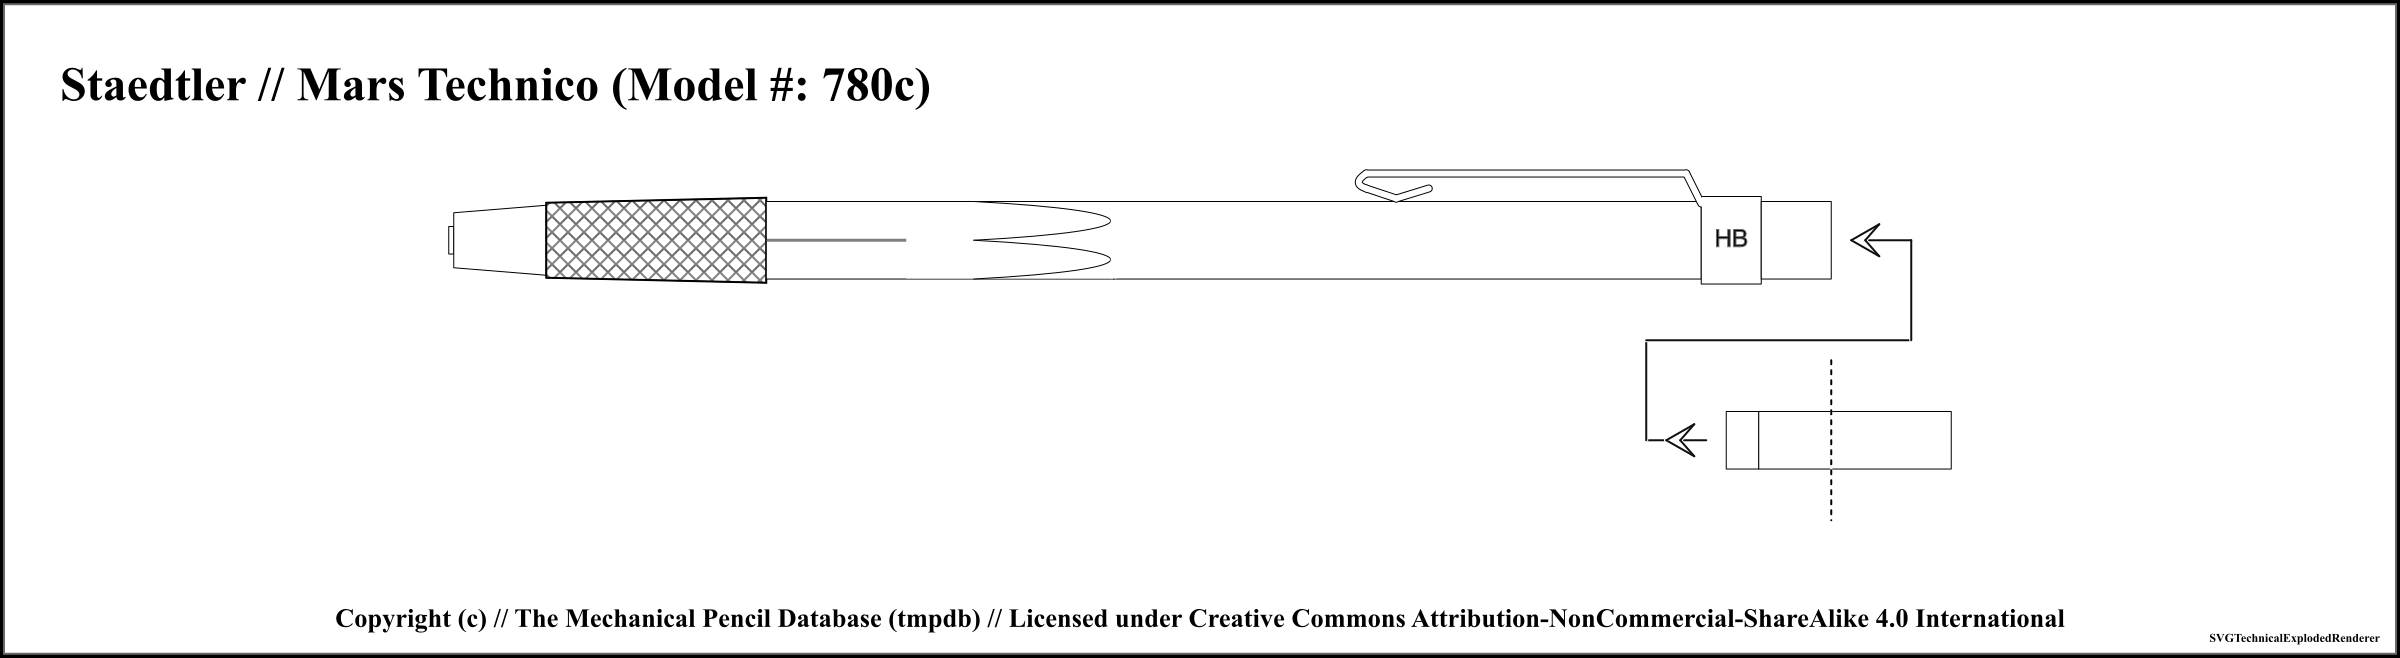 Staedtler // Mars Technico (Model #: 780c)
HB
Copyright (c) // The Mechanical Pencil Database (tmpdb) // Licensed under Creative Commons Attribution-NonCommercial-ShareAlike 4.0 International
SVGTechnicalExplodedRenderer